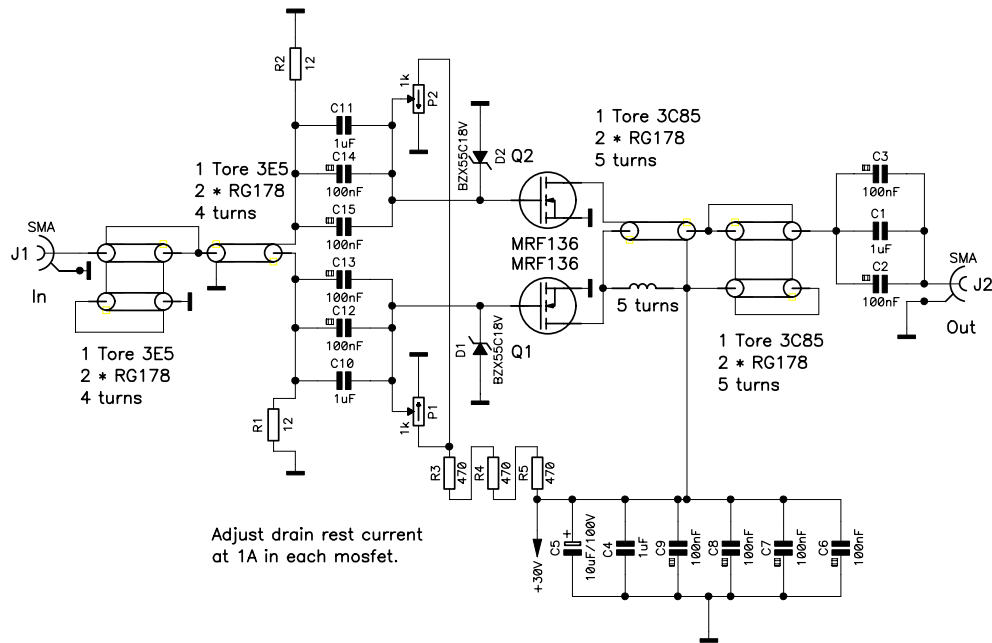 R2
12
C11
1uF
C14
100nF
C15
100nF
C13
100nF
C12
100nF
C10
1uF
1k
P2
BZX55C18V
D2
Q2
MRF136
MRF136
D1
BZX55C18V
Q1
1 Tore 3E5
2 * RG178
4 turns
SMA
J1
In
1 Tore 3E5
2 * RG178
4 turns
1 Tore 3C85
2 * RG178
5 turns
5 turns
1 Tore 3C85
2 * RG178
5 turns
C3
100nF
C1
1uF
C2
100nF
SMA
J2
Out
R1
12
1k
P1
R3
470
R4
470
R5
470
Adjust drain rest current
at 1A in each mosfet.
+30V
C5
+
10uF/100V
C4
1uF
C9
100nF
C8
100nF
C7
100nF
C6
100nF